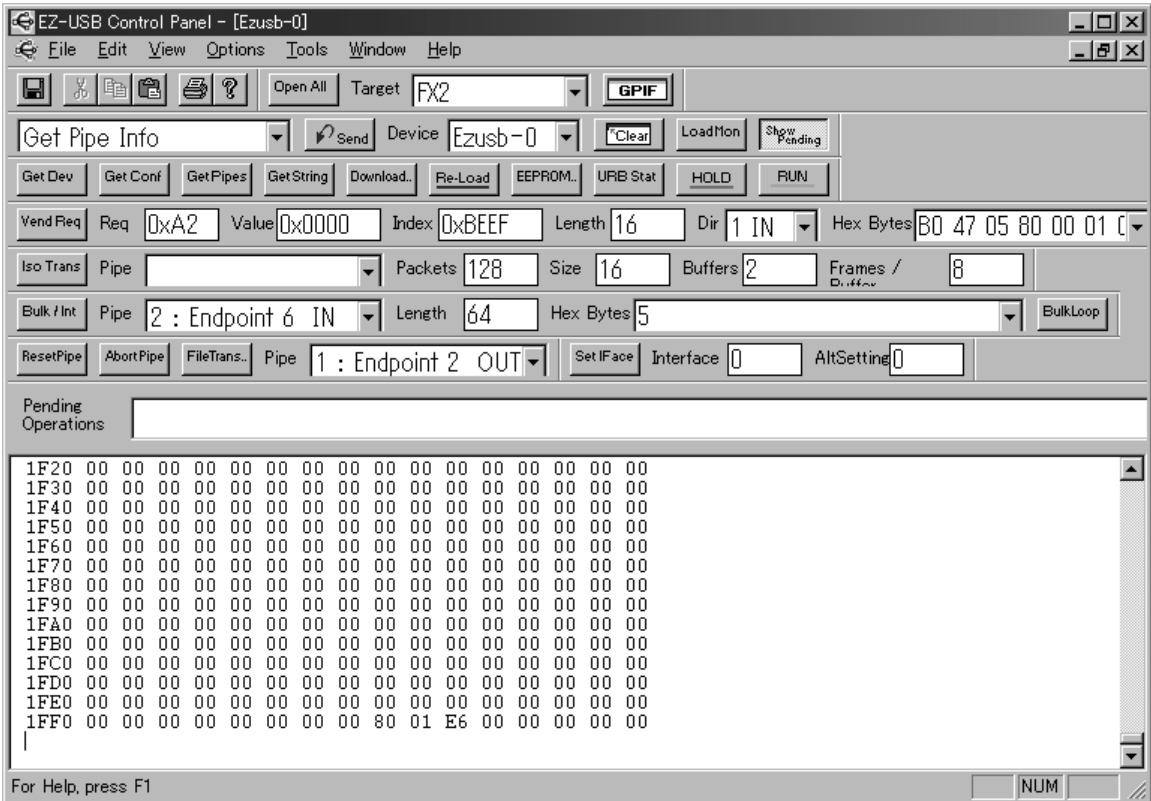 EZ-USB Control Panel - [Ezusb-0]
File Edit View Options Tools Window Help
Open All Target FX2 GPIF
Get Pipe Info Send Device Ezusb-0 Clear LoadMon Show Pending
Get Dev Get Conf GetPipes GetString Download.. Re-Load EEPROM.. URB Stat HOLD RUN
Vend Req Req 0xA2 Value 0x0000 Index 0xBEEF Length 16 Dir 1 IN Hex Bytes B0 47 05 80 00 01
Iso Trans Pipe Packets 128 Size 16 Buffers 2 Frames / Buffer 8
Bulk/Int Pipe 2 : Endpoint 6 IN Length 64 Hex Bytes 5 BulkLoop
ResetPipe AbortPipe FileTrans.. Pipe 1 : Endpoint 2 OUT Set IFace Interface 0 AltSetting 0
Pending
Operations
1F20 00 00 00 00 00 00 00 00 00 00 00 00 00 00 00 00
1F30 00 00 00 00 00 00 00 00 00 00 00 00 00 00 00 00
1F40 00 00 00 00 00 00 00 00 00 00 00 00 00 00 00 00
1F50 00 00 00 00 00 00 00 00 00 00 00 00 00 00 00 00
1F60 00 00 00 00 00 00 00 00 00 00 00 00 00 00 00 00
1F70 00 00 00 00 00 00 00 00 00 00 00 00 00 00 00 00
1F80 00 00 00 00 00 00 00 00 00 00 00 00 00 00 00 00
1F90 00 00 00 00 00 00 00 00 00 00 00 00 00 00 00 00
1FA0 00 00 00 00 00 00 00 00 00 00 00 00 00 00 00 00
1FB0 00 00 00 00 00 00 00 00 00 00 00 00 00 00 00 00
1FC0 00 00 00 00 00 00 00 00 00 00 00 00 00 00 00 00
1FD0 00 00 00 00 00 00 00 00 00 00 00 00 00 00 00 00
1FE0 00 00 00 00 00 00 00 00 00 00 00 00 00 00 00 00
1FF0 00 00 00 00 00 00 00 00 80 01 E6 00 00 00 00 00
For Help, press F1 NUM